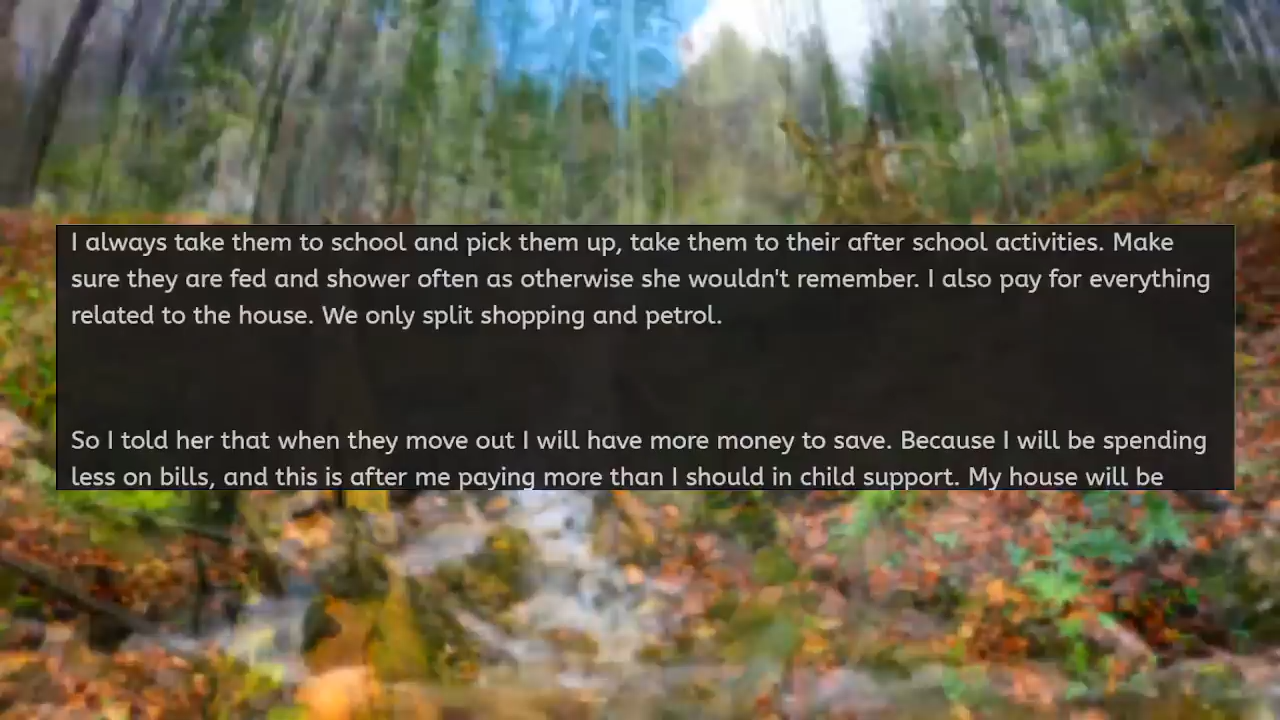 I always take them to school and pick them up, take them to their after school activities. Make
sure they are fed and shower often as otherwise she wouldn't remember. I also pay for everything
related to the house. We only split shopping and petrol.
So I told her that when they move out I will have more money to save. Because I will be spending
less on bills, and this is after me paying more than I should in child support. My house will be